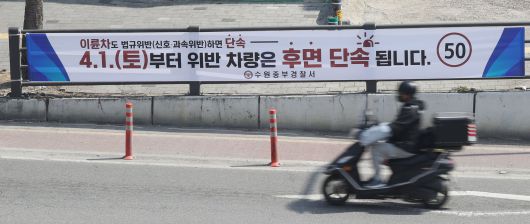 이륜차도 법규위반(신호·과속위반)하면 단속
4.1.(토)부터 위반 차량은 후면 단속 됩니다.
50
수원중부경찰서